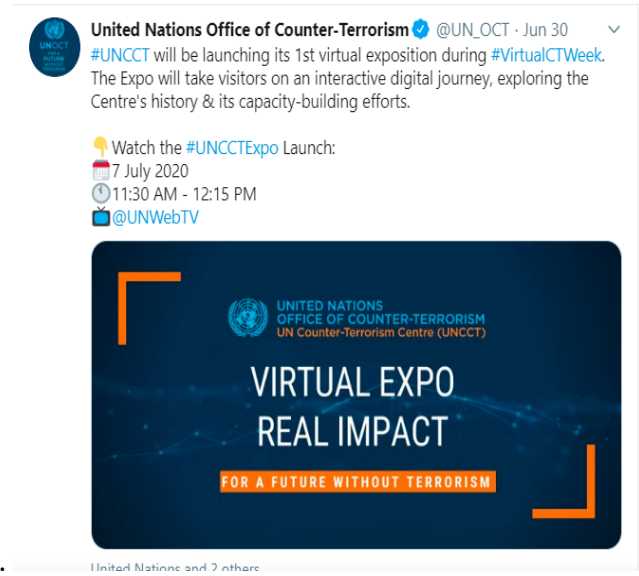 United Nations Office of Counter-Terrorism @UN_OCT · Jun 30
UNOCT
#UNCCT will be launching its 1st virtual exposition during #VirtualCTWeek.
The Expo will take visitors on an interactive digital journey, exploring the
Centre's history & its capacity-building efforts.
👇Watch the #UNCCTExpo Launch:
📅7 July 2020
🕚11:30 AM - 12:15 PM
📺@UNWebTV
UNITED NATIONS
OFFICE OF COUNTER-TERRORISM
UN Counter-Terrorism Centre (UNCCT)
VIRTUAL EXPO
REAL IMPACT
FOR A FUTURE WITHOUT TERRORISM
United Nations and 2 others